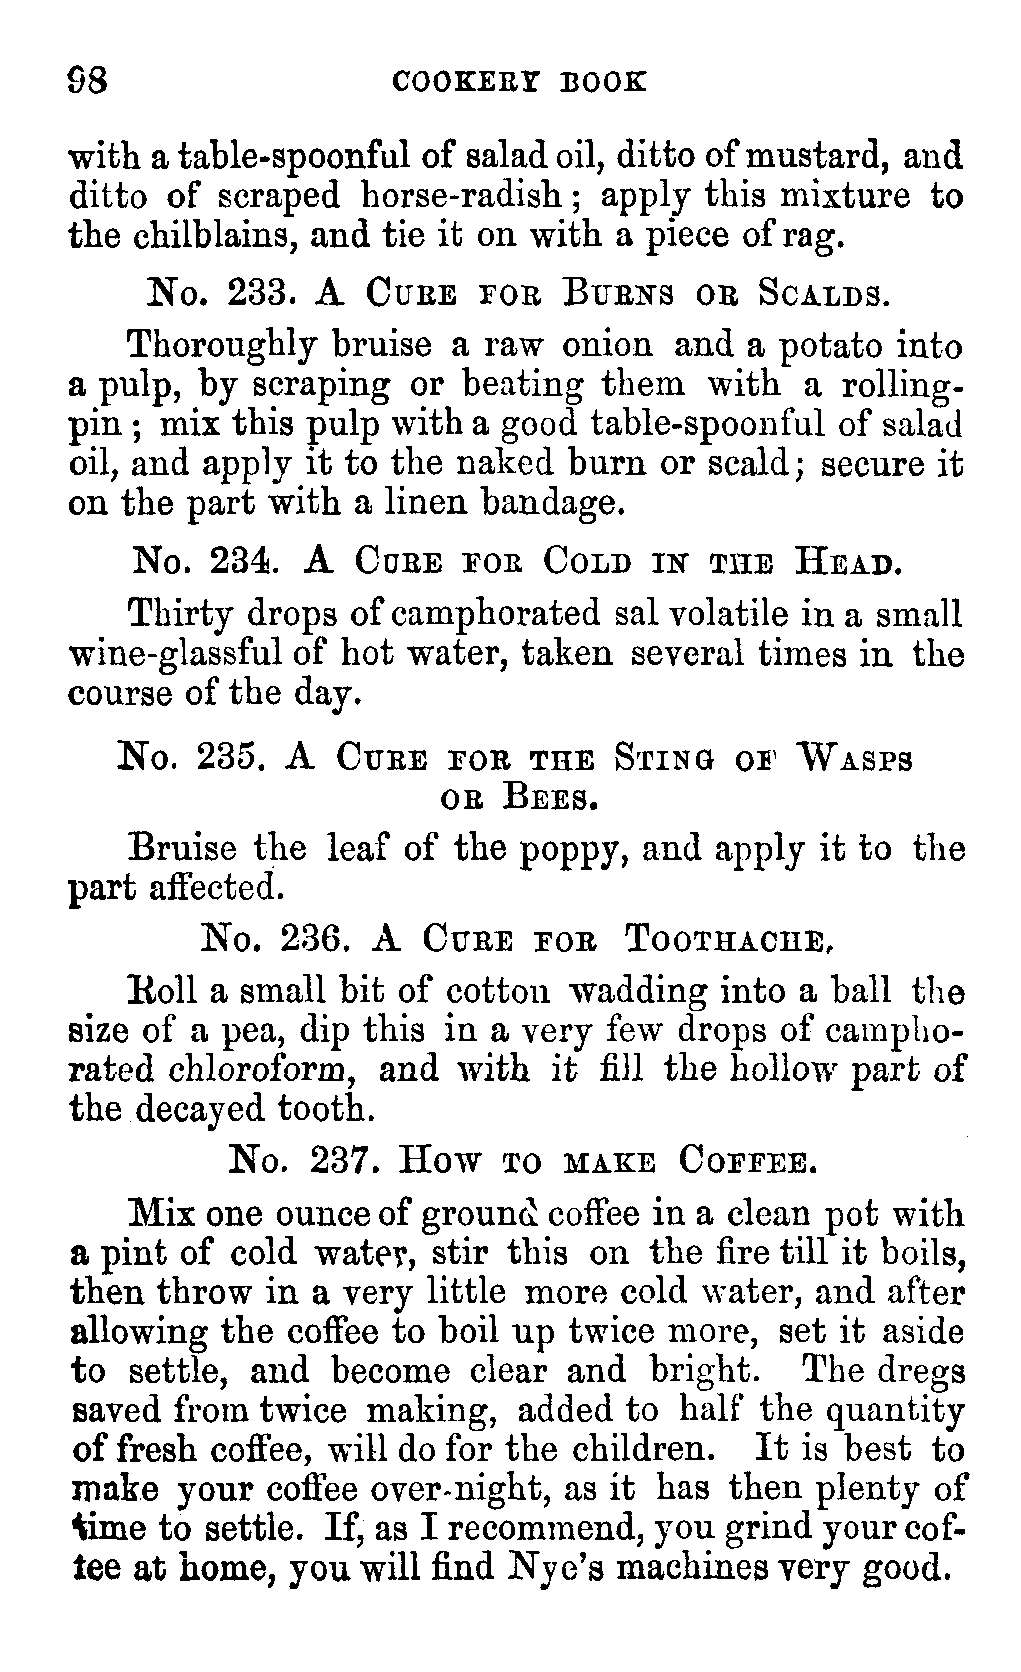 98 COOKERY BOOK
with a table-spoonful of salad oil, ditto of mustard, and
ditto of scraped horse-radish; apply this mixture to
the chilblains, and tie it on with a piece of rag.
No. 233. A Cure for Burns or Scalds.
Thoroughly bruise a raw onion and a potato into
a pulp, by scraping or beating them with a rolling-
pin; mix this pulp with a good table-spoonful of salad
oil, and apply it to the naked burn or scald; secure it
on the part with a linen bandage.
No. 234. A Cure for Cold in the Head.
Thirty drops of camphorated sal volatile in a small
wine-glassful of hot water, taken several times in the
course of the day.
No. 235. A Cure for the Sting of Wasps
or Bees.
Bruise the leaf of the poppy, and apply it to the
part affected.
No. 236. A Cure for Toothache,
Roll a small bit of cotton wadding into a ball the
size of a pea, dip this in a very few drops of campho-
rated chloroform, and with it fill the hollow part of
the decayed tooth.
No. 237. How to make Coffee.
Mix one ounce of ground coffee in a clean pot with
a pint of cold water, stir this on the fire till it boils,
then throw in a very little more cold water, and after
allowing the coffee to boil up twice more, set it aside
to settle, and become clear and bright. The dregs
saved from twice making, added to half the quantity
of fresh coffee, will do for the children. It is best to
make your coffee over-night, as it has then plenty of
time to settle. If, as I recommend, you grind your cof-
fee at home, you will find Nye's machines very good.